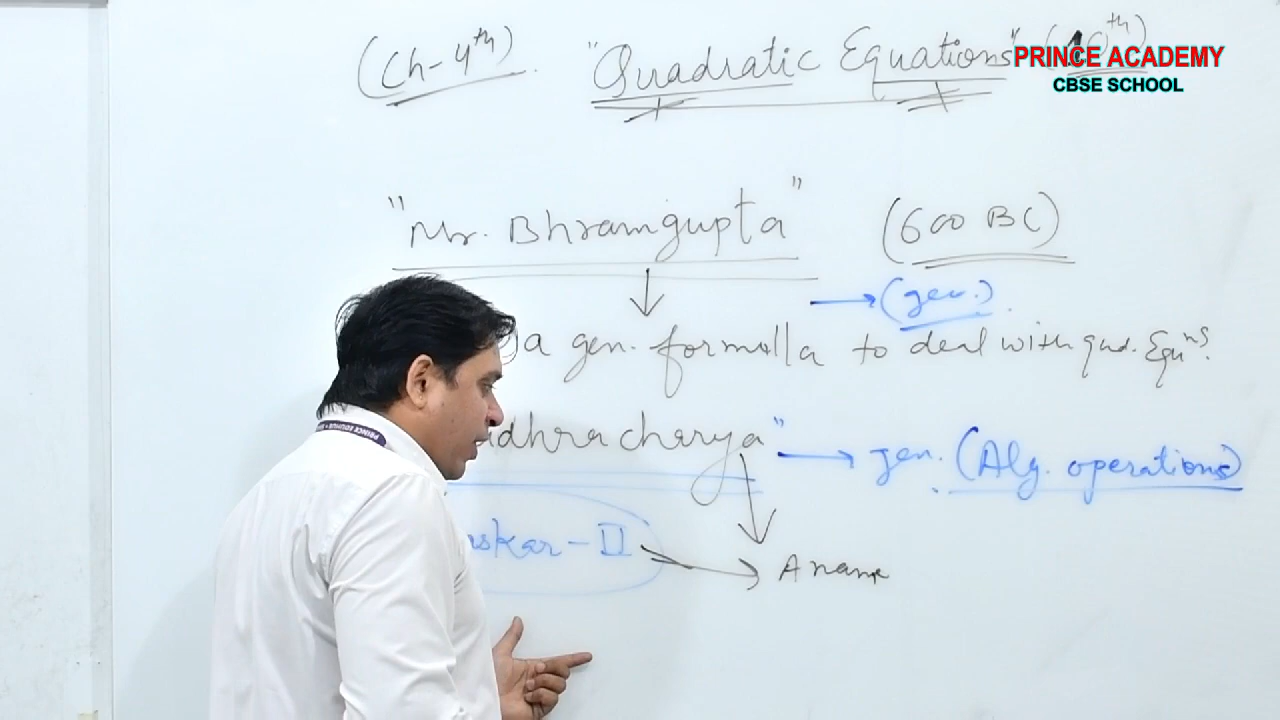 (Ch-4th). "Quadratic Equations" (10th)
PRINCE ACADEMY
CBSE SCHOOL
"Mr. Bhramgupta" (600 BC)
→ (gen.)
a gen. formulla to deal with qud. Equns.
dhracharya" → gen. (Alg. operations)
skar-II → A name